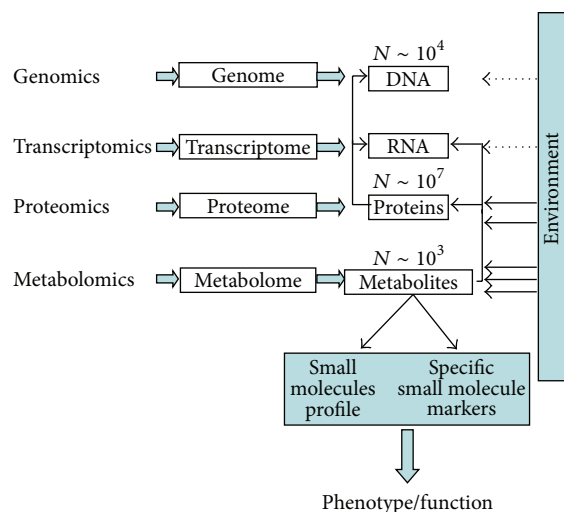 N ~ 10^4
Genomics Genome DNA
Transcriptomics Transcriptome RNA
N ~ 10^7
Proteomics Proteome Proteins
N ~ 10^3
Metabolomics Metabolome Metabolites
Environment
Small
molecules
profile
Specific
small molecule
markers
Phenotype/function